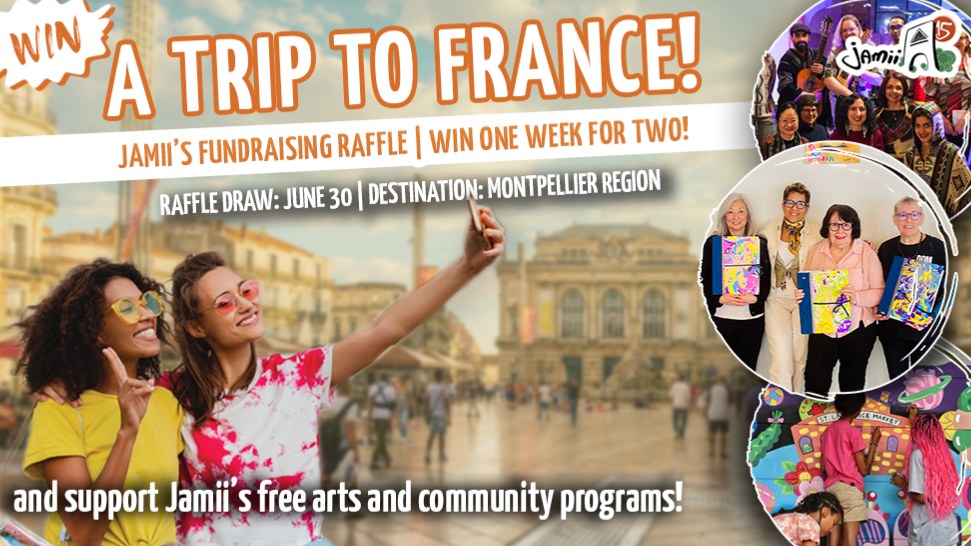 WIN
A TRIP TO FRANCE!
JAMII'S FUNDRAISING RAFFLE | WIN ONE WEEK FOR TWO!
RAFFLE DRAW: JUNE 30 | DESTINATION: MONTPELLIER REGION
and support Jamii's free arts and community programs!
jamii 15